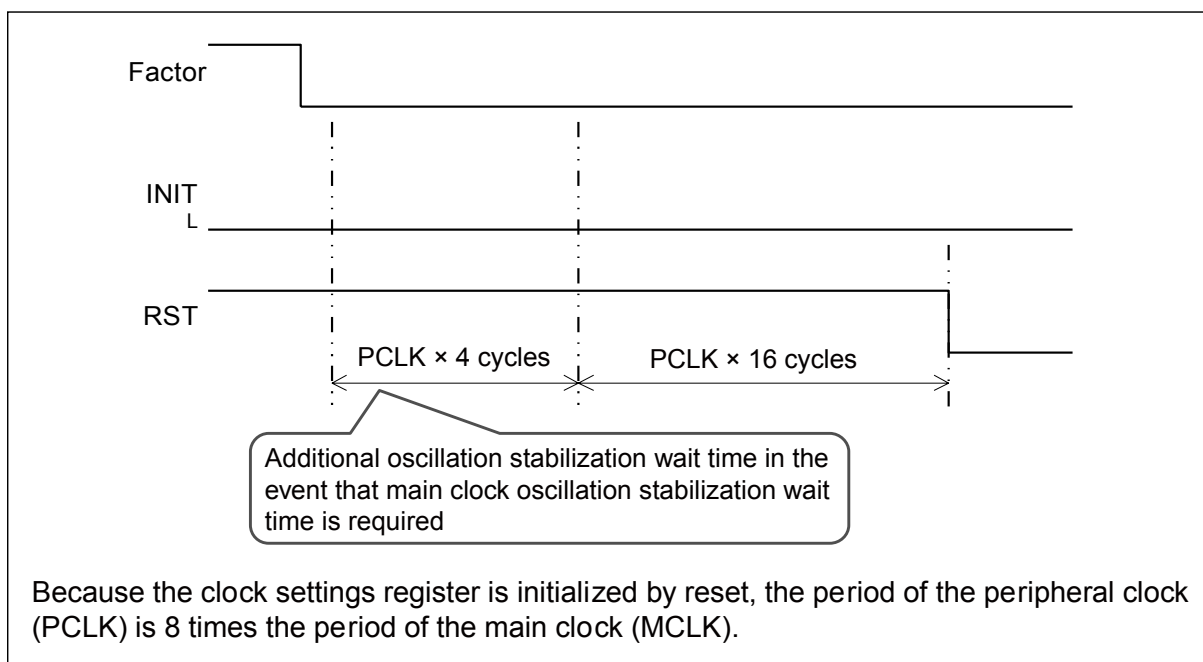 Factor
INIT
L
RST
PCLK × 4 cycles
PCLK × 16 cycles
Additional oscillation stabilization wait time in the
event that main clock oscillation stabilization wait
time is required
Because the clock settings register is initialized by reset, the period of the peripheral clock
(PCLK) is 8 times the period of the main clock (MCLK).